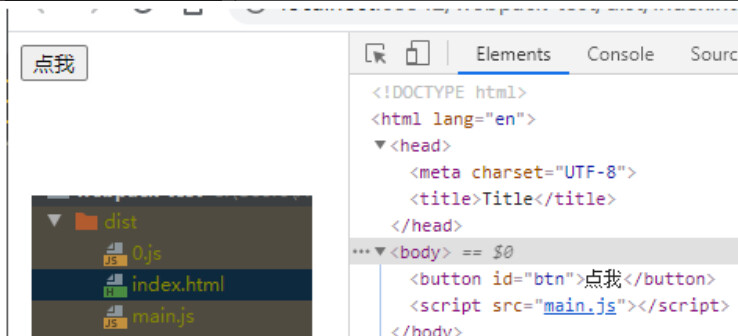 点我
Elements
Console
Sourc
<!DOCTYPE html>
<html lang="en">
▼<head>
<meta charset="UTF-8">
<title>Title</title>
</head>
···▼<body> == $0
<button id="btn">点我</button>
<script src="main.js"></script>
</body>
dist
0.js
index.html
main.js